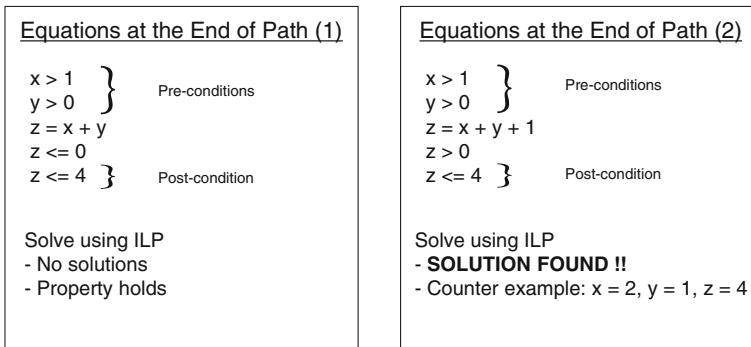 Equations at the End of Path (1)
x > 1
y > 0
Pre-conditions
z = x + y
z <= 0
z <= 4
Post-condition
Solve using ILP
- No solutions
- Property holds
Equations at the End of Path (2)
x > 1
y > 0
Pre-conditions
z = x + y + 1
z > 0
z <= 4
Post-condition
Solve using ILP
- SOLUTION FOUND !!
- Counter example: x = 2, y = 1, z = 4